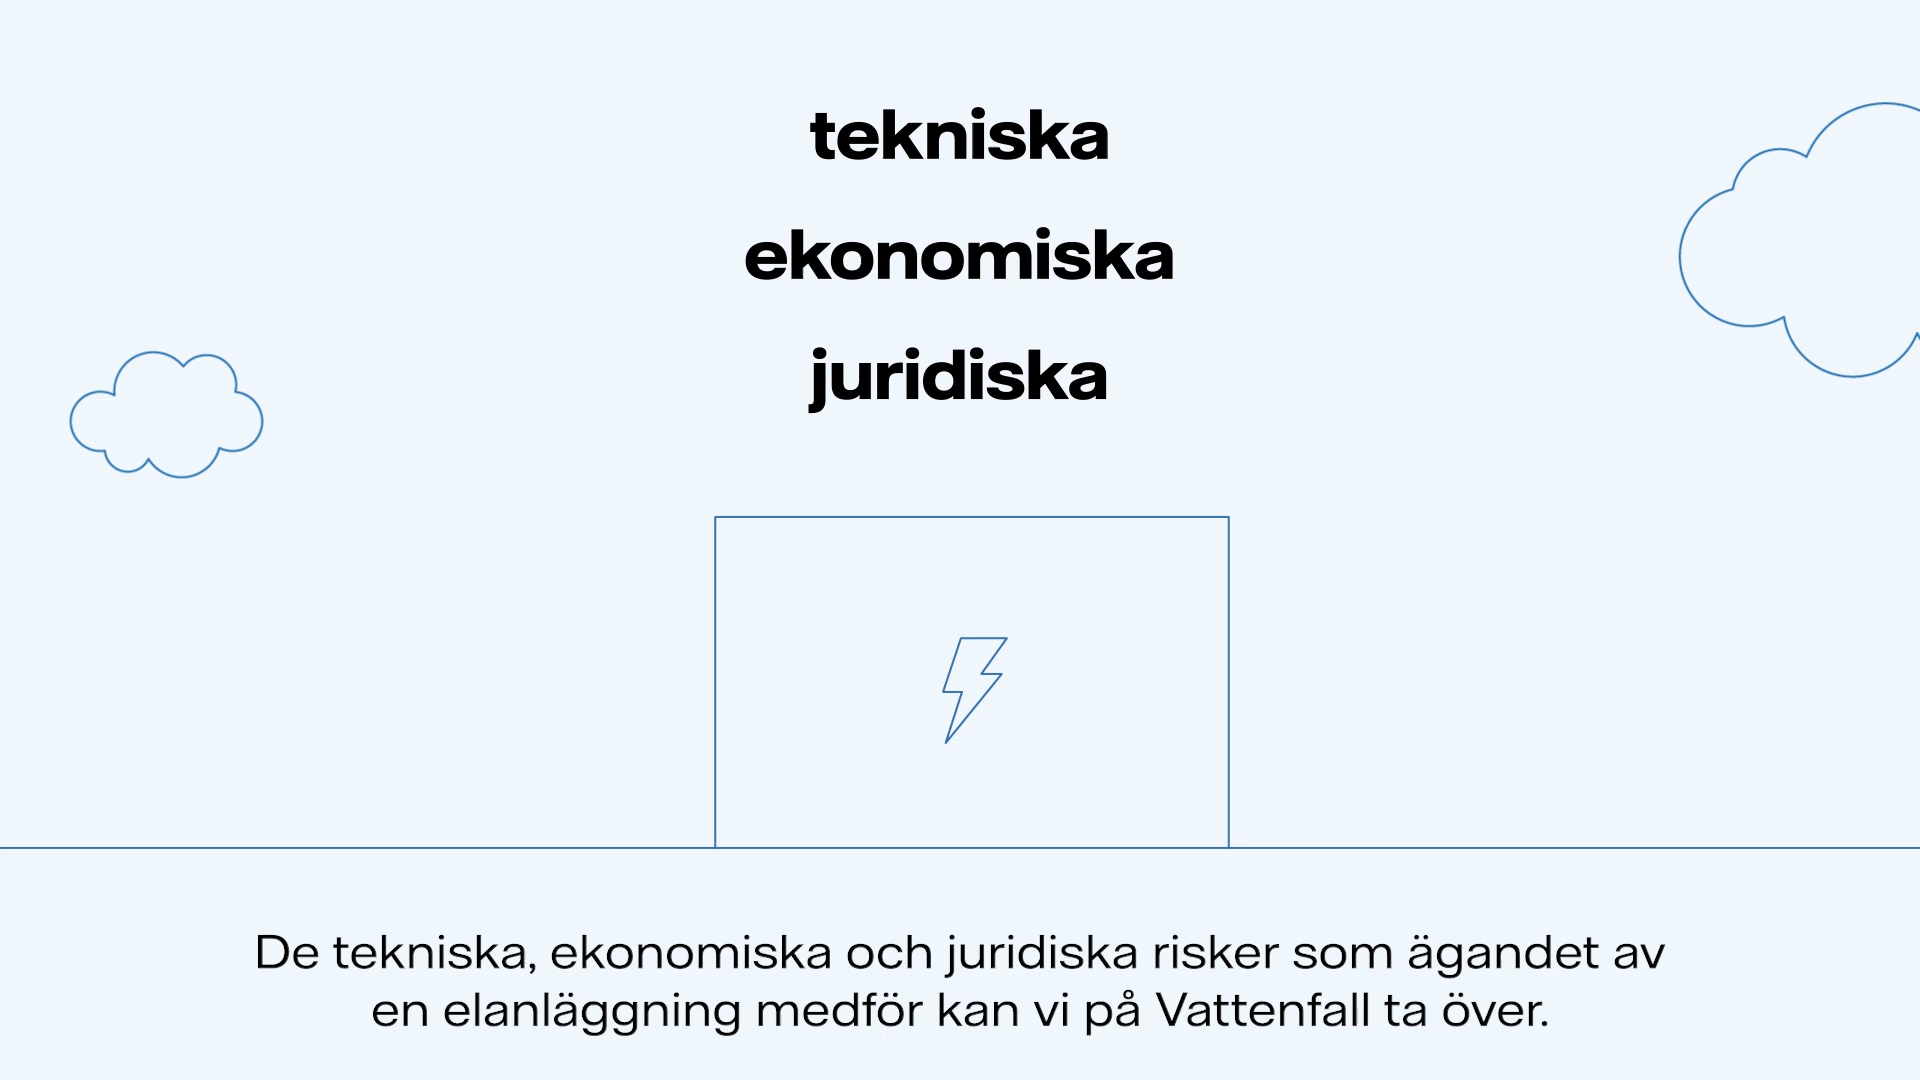 tekniska
ekonomiska
juridiska
De tekniska, ekonomiska och juridiska risker som ägandet av
en elanläggning medför kan vi på Vattenfall ta över.